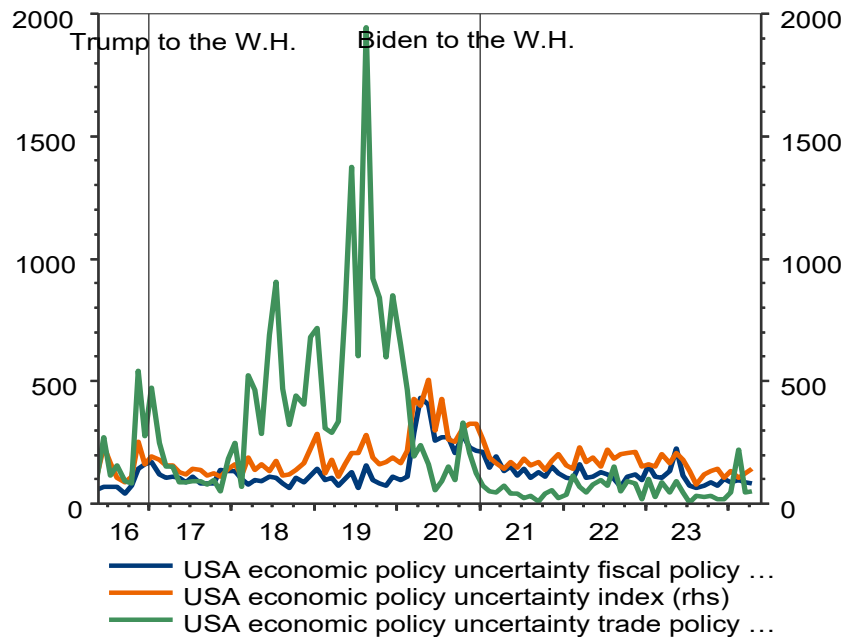 2000 2000
Trump to the W.H. Biden to the W.H.
1500 1500
1000 1000
500 500
0 0
16 17 18 19 20 21 22 23
USA economic policy uncertainty fiscal policy …
USA economic policy uncertainty index (rhs)
USA economic policy uncertainty trade policy …